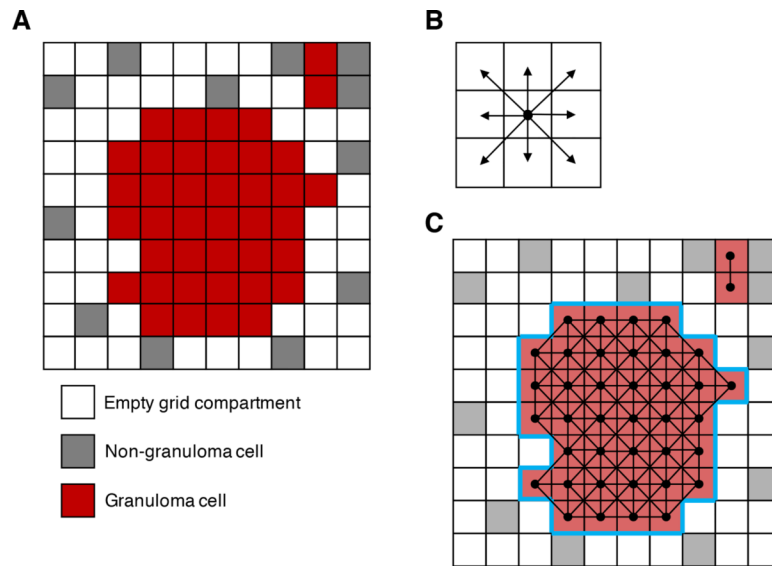 A
B
C
Empty grid compartment
Non-granuloma cell
Granuloma cell